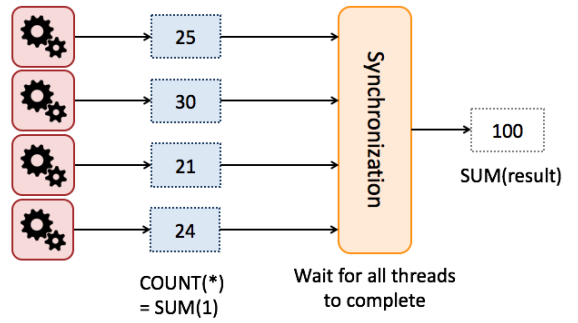 25
30
21
24
Synchronization
100
SUM(result)
COUNT(*)
= SUM(1)
Wait for all threads
to complete